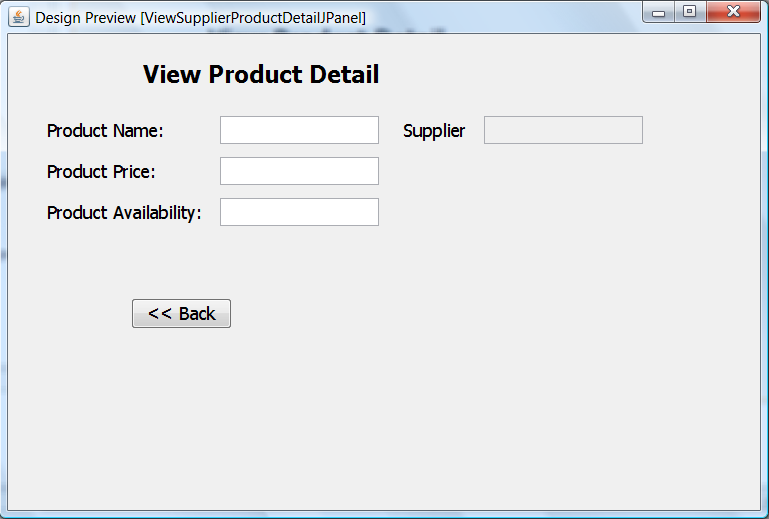 Design Preview [ViewSupplierProductDetailJPanel]
View Product Detail
Product Name:
Supplier
Product Price:
Product Availability:
<< Back